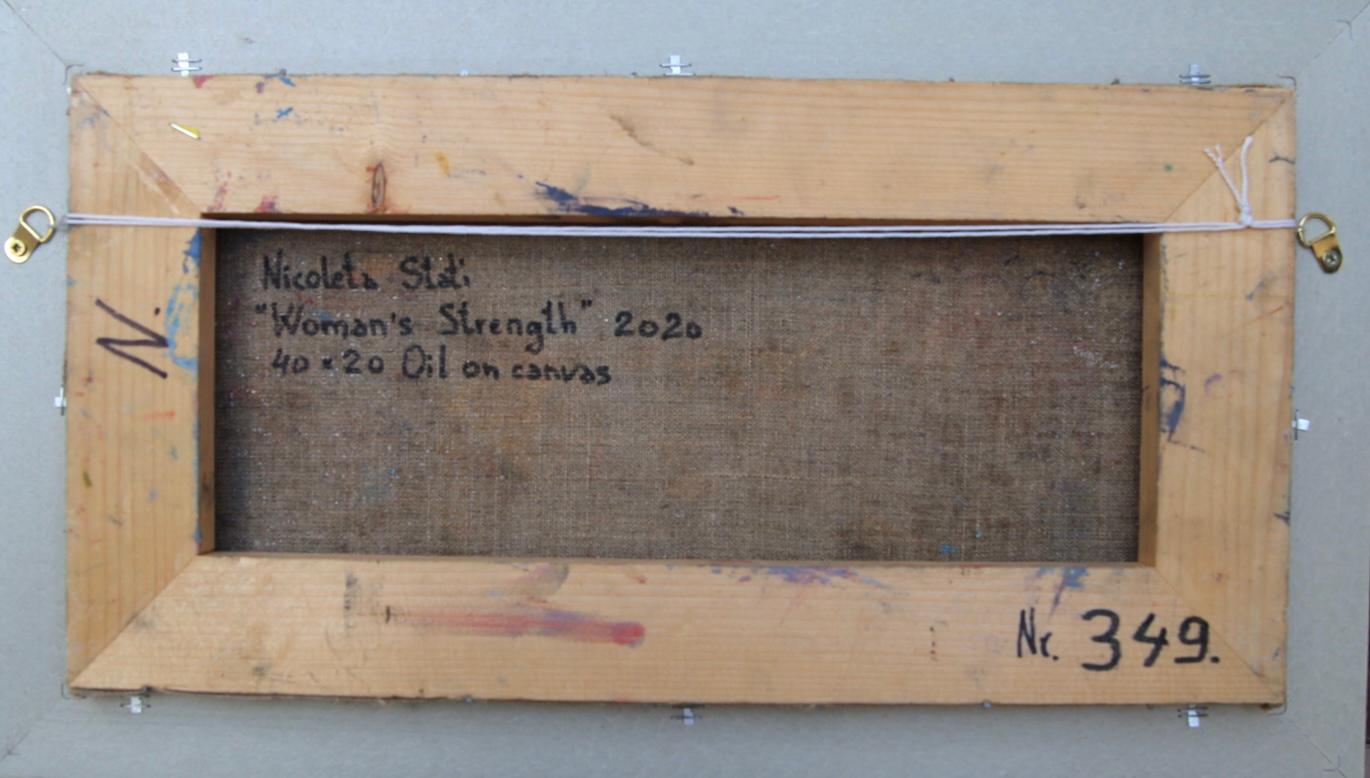 Nicoleta Stati
"Woman's Strength" 2020
40 × 20 Oil on canvas
N.
Nr. 349.